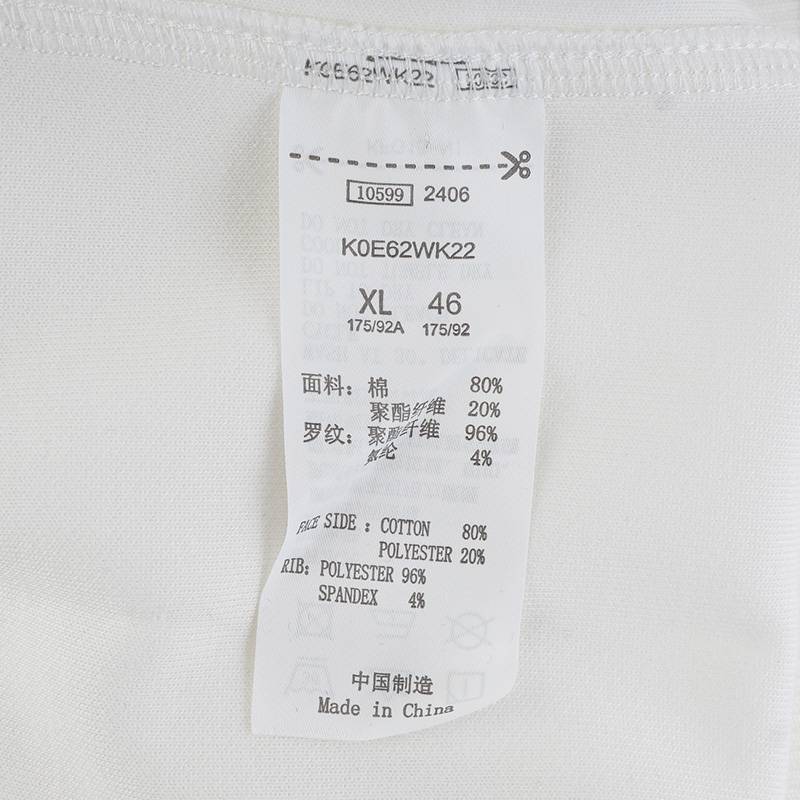 10599 2406
K0E62WK22
XL 46
175/92A 175/92
面料：棉 80%
聚酯纤维 20%
罗纹：聚酯纤维 96%
氨纶 4%
FACE SIDE : COTTON 80%
POLYESTER 20%
RIB: POLYESTER 96%
SPANDEX 4%
中国制造
Made in China